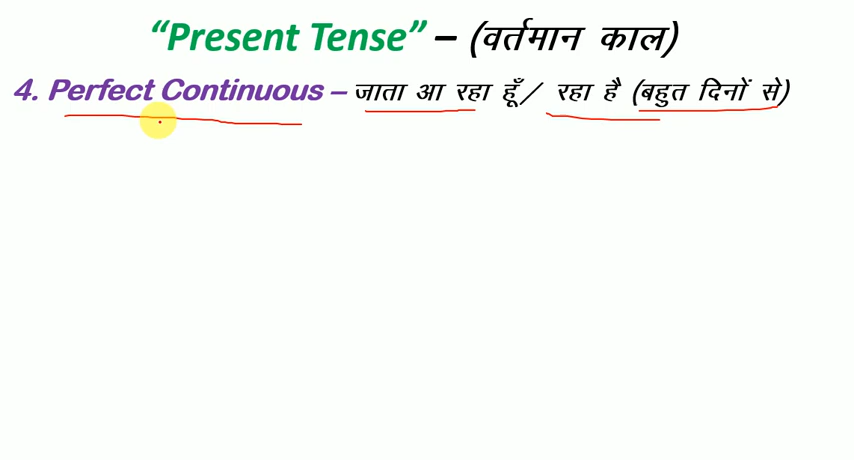 “Present Tense” – (वर्तमान काल)
4. Perfect Continuous – जाता आ रहा हूँ/ रहा है (बहुत दिनों से)